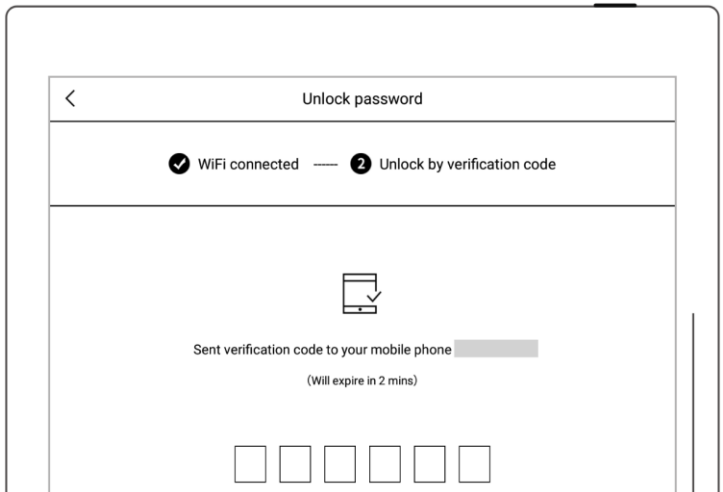 Unlock password
WiFi connected ------ 2 Unlock by verification code
Sent verification code to your mobile phone
(Will expire in 2 mins)